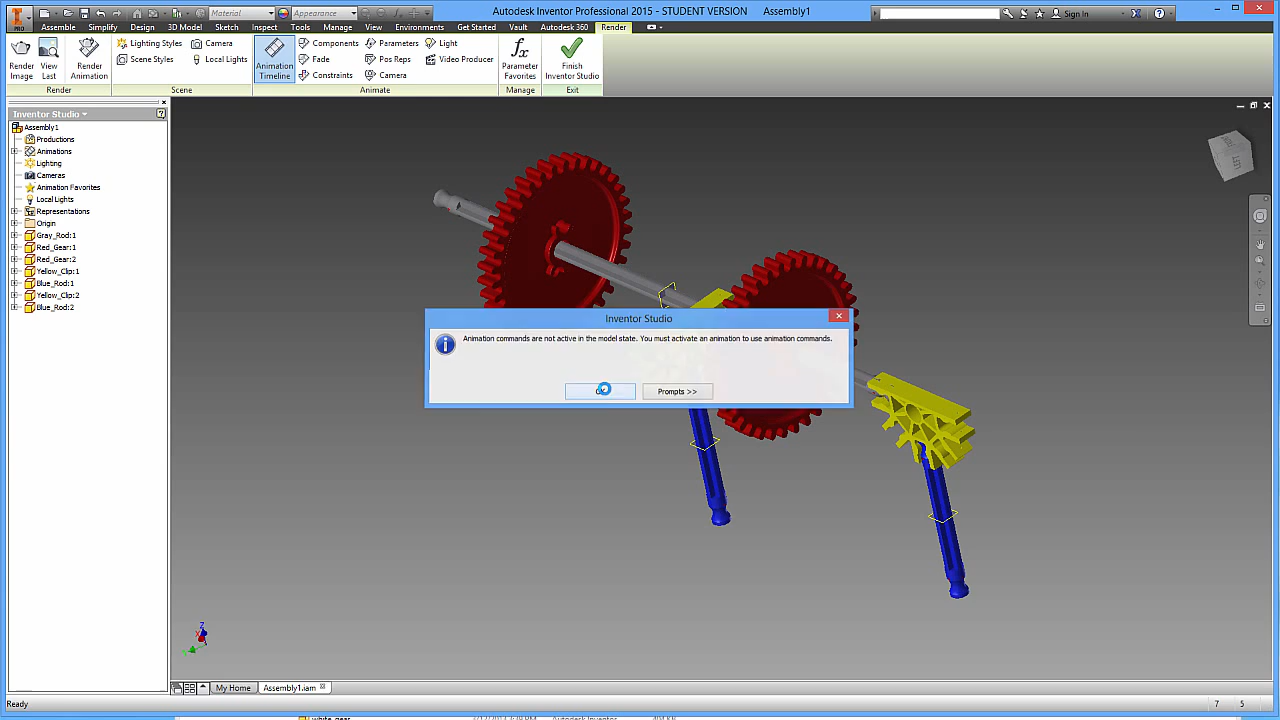 Autodesk Inventor Professional 2015 - STUDENT VERSION Assembly1
Material
Appearance
Sign In
PRO
Assemble Simplify Design 3D Model Sketch Inspect Tools Manage View Environments Get Started Vault Autodesk 360 Render
Render Image
View Last
Render Animation
Lighting Styles
Scene Styles
Camera
Local Lights
Animation Timeline
Components
Fade
Constraints
Parameters
Pos Reps
Camera
Light
Video Producer
Parameter Favorites
Finish Inventor Studio
Render Scene Animate Manage Exit
Inventor Studio
Assembly1
Productions
Animations
Lighting
Cameras
Animation Favorites
Local Lights
Representations
Origin
Gray_Rod:1
Red_Gear:1
Red_Gear:2
Yellow_Clip:1
Blue_Rod:1
Yellow_Clip:2
Blue_Rod:2
LEFT
Inventor Studio
Animation commands are not active in the model state. You must activate an animation to use animation commands.
Prompts >>
Z
X
My Home Assembly1.iam
Ready 7 5